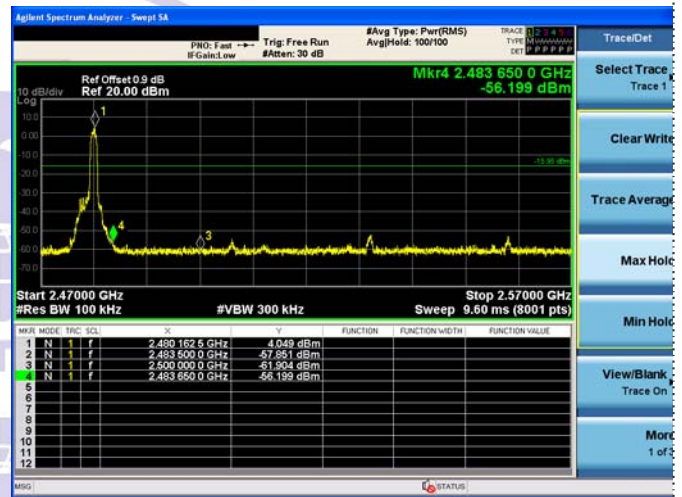 Agilent Spectrum Analyzer - Swept SA
PNO: Fast
IFGain:Low
Trig: Free Run
#Atten: 30 dB
#Avg Type: Pwr(RMS)
Avg|Hold: 100/100
TRACE 1 2 3 4 5 6
TYPE M
DET P P P P P P
Trace/Det
Ref Offset 0.9 dB
10 dB/div Ref 20.00 dBm
Log
Mkr4 2.483 650 0 GHz
-56.199 dBm
10.0
0.00
-10.0
-20.0
-30.0
-40.0
-50.0
-60.0
-70.0
1
4
3
-15.95 dBm
Start 2.47000 GHz
Stop 2.57000 GHz
#Res BW 100 kHz
#VBW 300 kHz
Sweep 9.60 ms (8001 pts)
MKR MODE TRC SCL X Y FUNCTION FUNCTION WIDTH FUNCTION VALUE
1 N 1 f 2.480 162 5 GHz 4.049 dBm
2 N 1 f 2.483 500 0 GHz -57.851 dBm
3 N 1 f 2.500 000 0 GHz -61.904 dBm
4 N 1 f 2.483 650 0 GHz -56.199 dBm
5
6
7
8
9
10
11
12
MSG
STATUS
Select Trace
Trace 1
Clear Write
Trace Average
Max Hold
Min Hold
View/Blank
Trace On
More
1 of 3